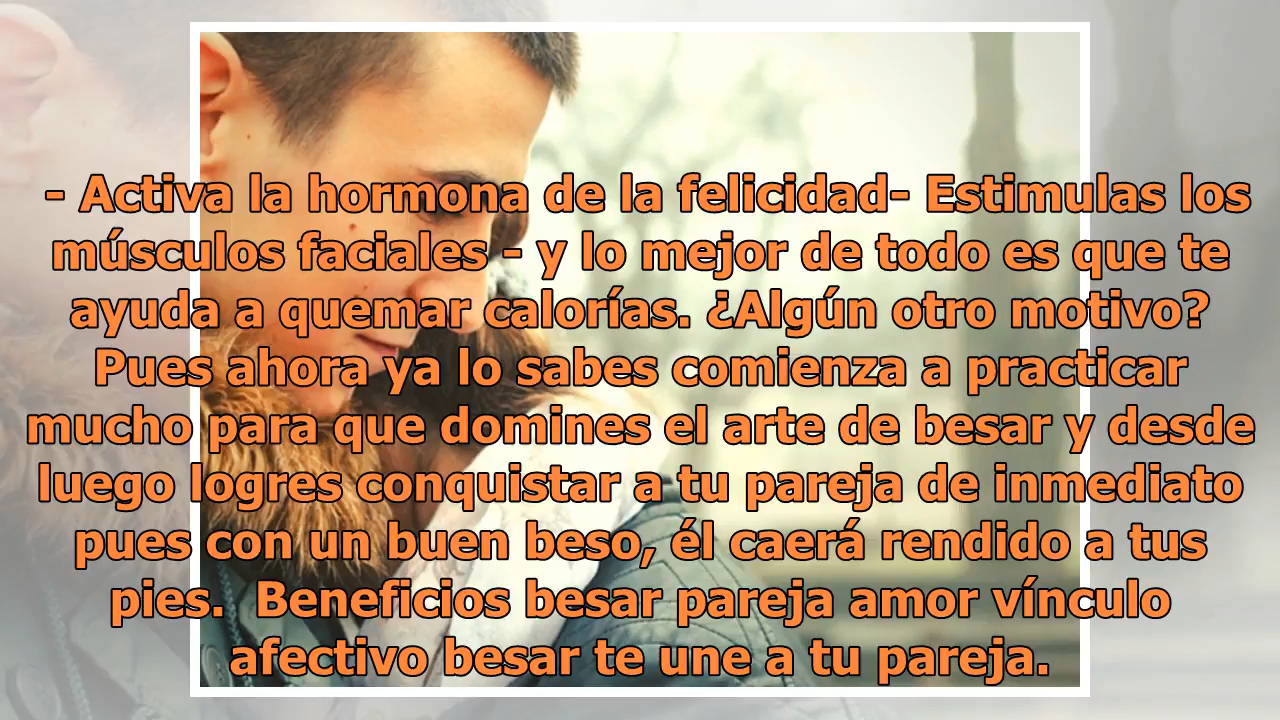 - Activa la hormona de la felicidad- Estimulas los
músculos faciales - y lo mejor de todo es que te
ayuda a quemar calorías. ¿Algún otro motivo?
Pues ahora ya lo sabes comienza a practicar
mucho para que domines el arte de besar y desde
luego logres conquistar a tu pareja de inmediato
pues con un buen beso, él caerá rendido a tus
pies.  Beneficios besar pareja amor vínculo
afectivo besar te une a tu pareja.